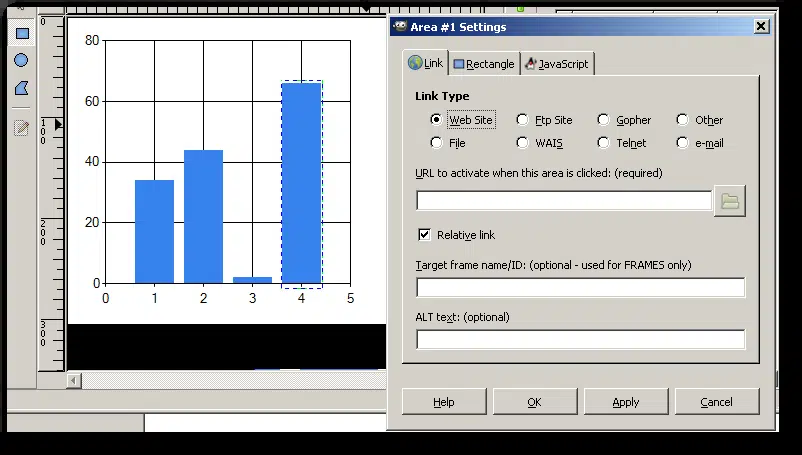 Area #1 Settings
Link Rectangle JavaScript
Link Type
Web Site Ftp Site Gopher Other
File WAIS Telnet e-mail
URL to activate when this area is clicked: (required)
Relative link
Target frame name/ID: (optional - used for FRAMES only)
ALT text: (optional)
Help OK Apply Cancel
0
100
200
300
80
60
40
20
0
0 1 2 3 4 5